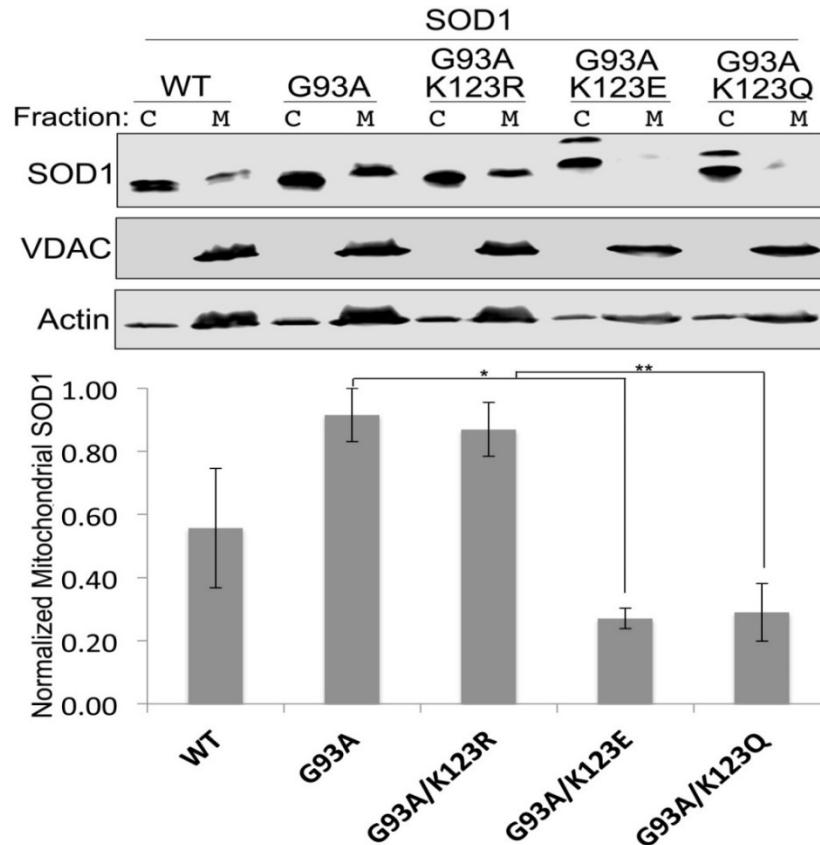 SOD1
WT G93A G93A K123R G93A K123E G93A K123Q
Fraction: C M C M C M C M C M
SOD1
VDAC
Actin
Normalized Mitochondrial SOD1
1.00
0.80
0.60
0.40
0.20
0.00
* **
WT
G93A
G93A/K123R
G93A/K123E
G93A/K123Q